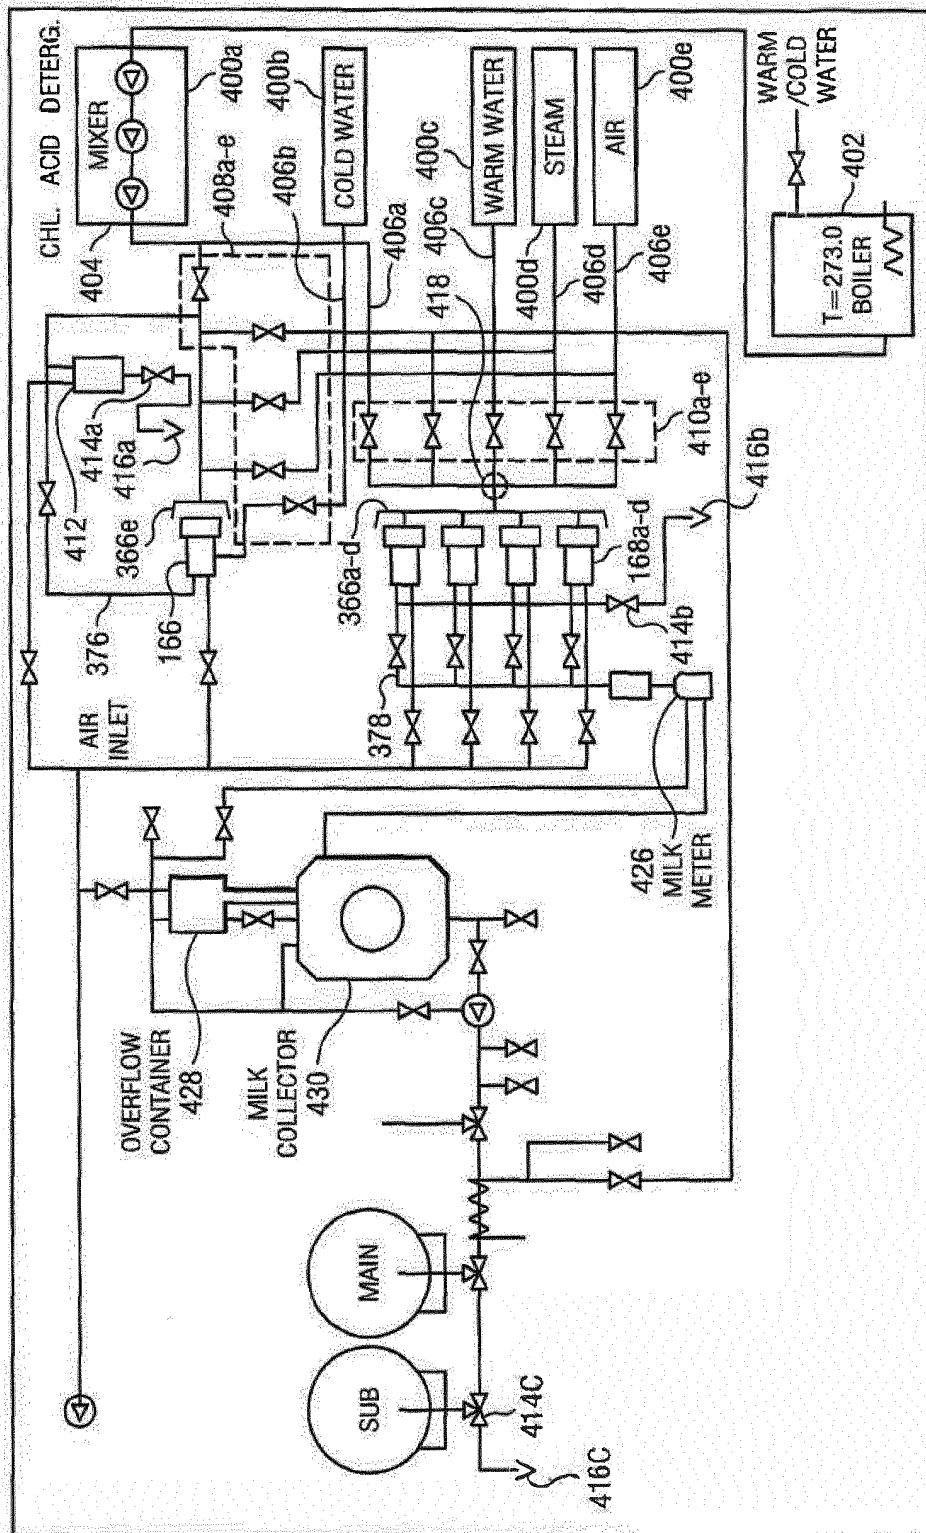 CHL. ACID DETERG.
MIXER
404
400a
408a-e
400b
COLD WATER
406b
406a
400c
WARM WATER
406c
418
STEAM
400d
406d
AIR
400e
406e
WARM
/COLD
WATER
402
T=273.0
BOILER
412
414a
416a
366e
166
376
366a-d
168a-d
410a-e
416b
414b
378
AIR
INLET
426
MILK
METER
OVERFLOW
CONTAINER
428
MILK
COLLECTOR
430
MAIN
SUB
414C
416C